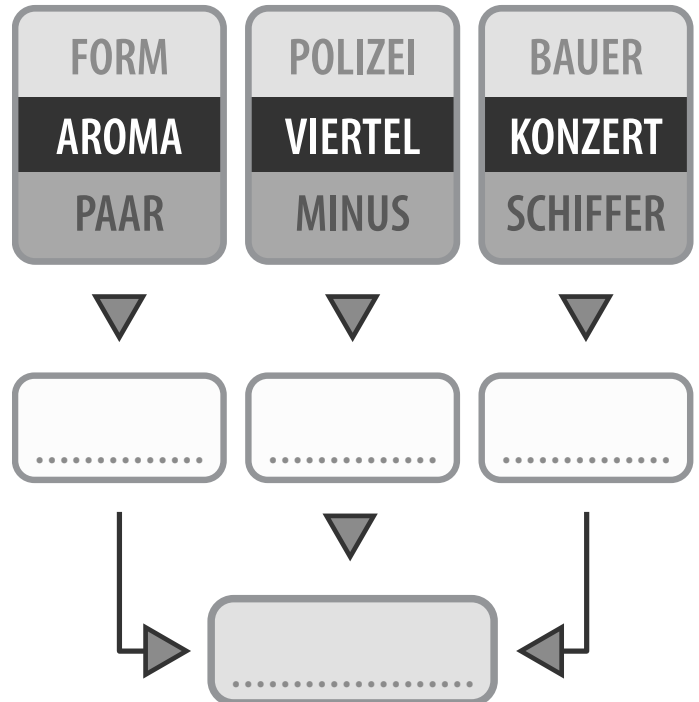 FORM
AROMA
PAAR
POLIZEI
VIERTEL
MINUS
BAUER
KONZERT
SCHIFFER